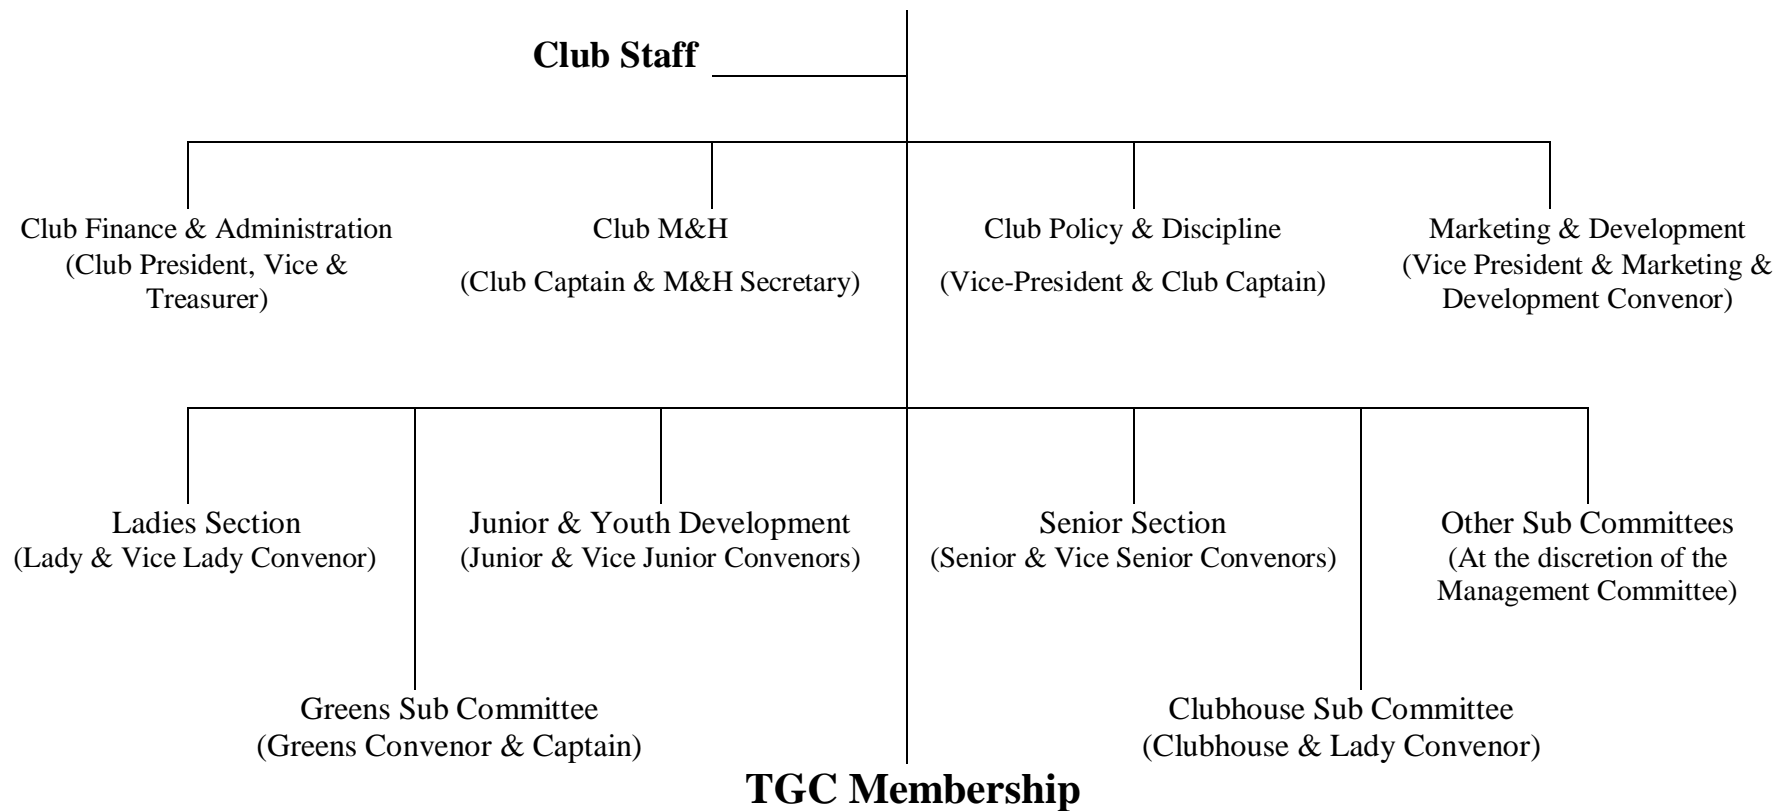 Club Staff
Club Finance & Administration
(Club President, Vice &
Treasurer)
Club M&H
(Club Captain & M&H Secretary)
Club Policy & Discipline
(Vice-President & Club Captain)
Marketing & Development
(Vice President & Marketing &
Development Convenor)
Ladies Section
(Lady & Vice Lady Convenor)
Junior & Youth Development
(Junior & Vice Junior Convenors)
Senior Section
(Senior & Vice Senior Convenors)
Other Sub Committees
(At the discretion of the
Management Committee)
Greens Sub Committee
(Greens Convenor & Captain)
Clubhouse Sub Committee
(Clubhouse & Lady Convenor)
TGC Membership